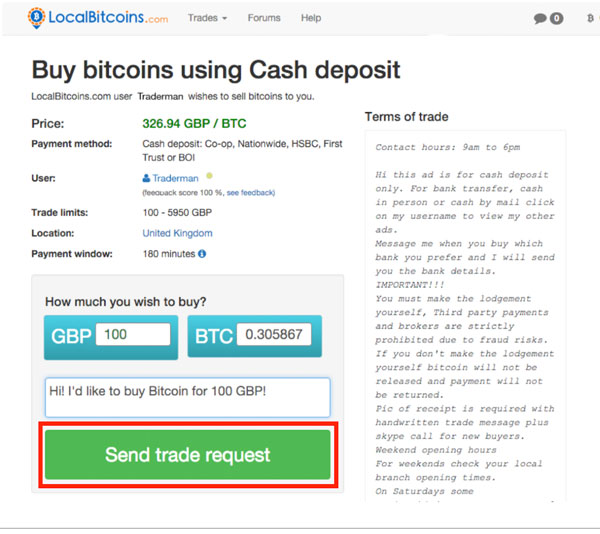 LocalBitcoins.com Trades Forums Help 0
Buy bitcoins using Cash deposit
LocalBitcoins.com user Traderman wishes to sell bitcoins to you.
Price: 326.94 GBP / BTC
Payment method: Cash deposit: Co-op, Nationwide, HSBC, First
Trust or BOI
User: Traderman
(feedback score 100 %, see feedback)
Trade limits: 100 - 5950 GBP
Location: United Kingdom
Payment window: 180 minutes
How much you wish to buy?
GBP 100 BTC 0.305867
Hi! I'd like to buy Bitcoin for 100 GBP!
Send trade request
Terms of trade
Contact hours: 9am to 6pm
Hi this ad is for cash deposit
only. For bank transfer, cash
in person or cash by mail click
on my username to view my other
ads.
Message me when you buy which
bank you prefer and I will send
you the bank details.
IMPORTANT!!!
You must make the lodgement
yourself, Third party payments
and brokers are strictly
prohibited due to fraud risks.
If you don't make the lodgement
yourself bitcoin will not be
released and payment will not
be returned.
Pic of receipt is required with
handwritten trade message plus
skype call for new buyers.
Weekend opening hours
For weekends check your local
branch opening times.
On Saturdays some